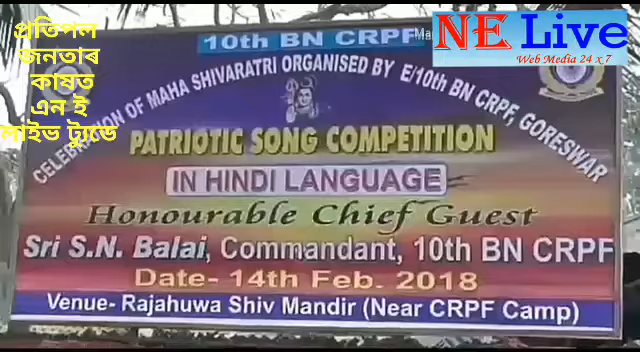 প্ৰতিপল
জনতাৰ
কাষত
এন ই
লাইভ টুডে
NE Live
Web Media 24 x 7
10th BN CRPF
CELEBRATION OF MAHA SHIVARATRI ORGANISED BY E/10th BN CRPF, GORESWAR
PATRIOTIC SONG COMPETITION
IN HINDI LANGUAGE
Honourable Chief Guest
Sri S.N. Balai, Commandant, 10th BN CRPF
Date- 14th Feb. 2018
Venue- Rajahuwa Shiv Mandir (Near CRPF Camp)